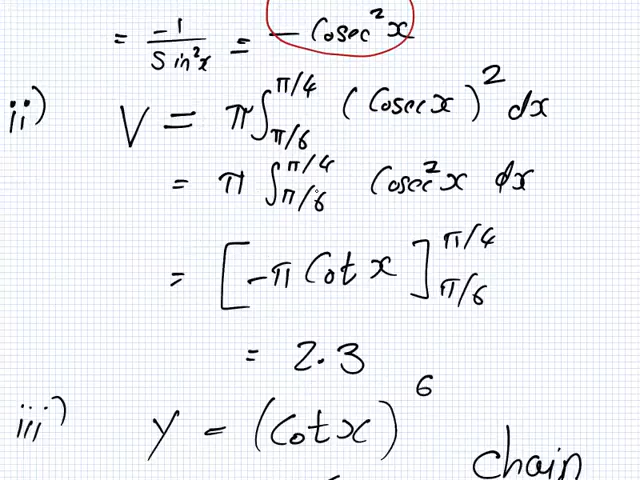 = -1/Sin²x = - Cosec²x
ii) V = π∫π/6^π/4 (Cosec x)² dx
= π ∫π/6^π/4 Cosec²x dx
= [-π Cot x]π/6^π/4
= 2.3
iii) y = (Cot x)⁶
chain